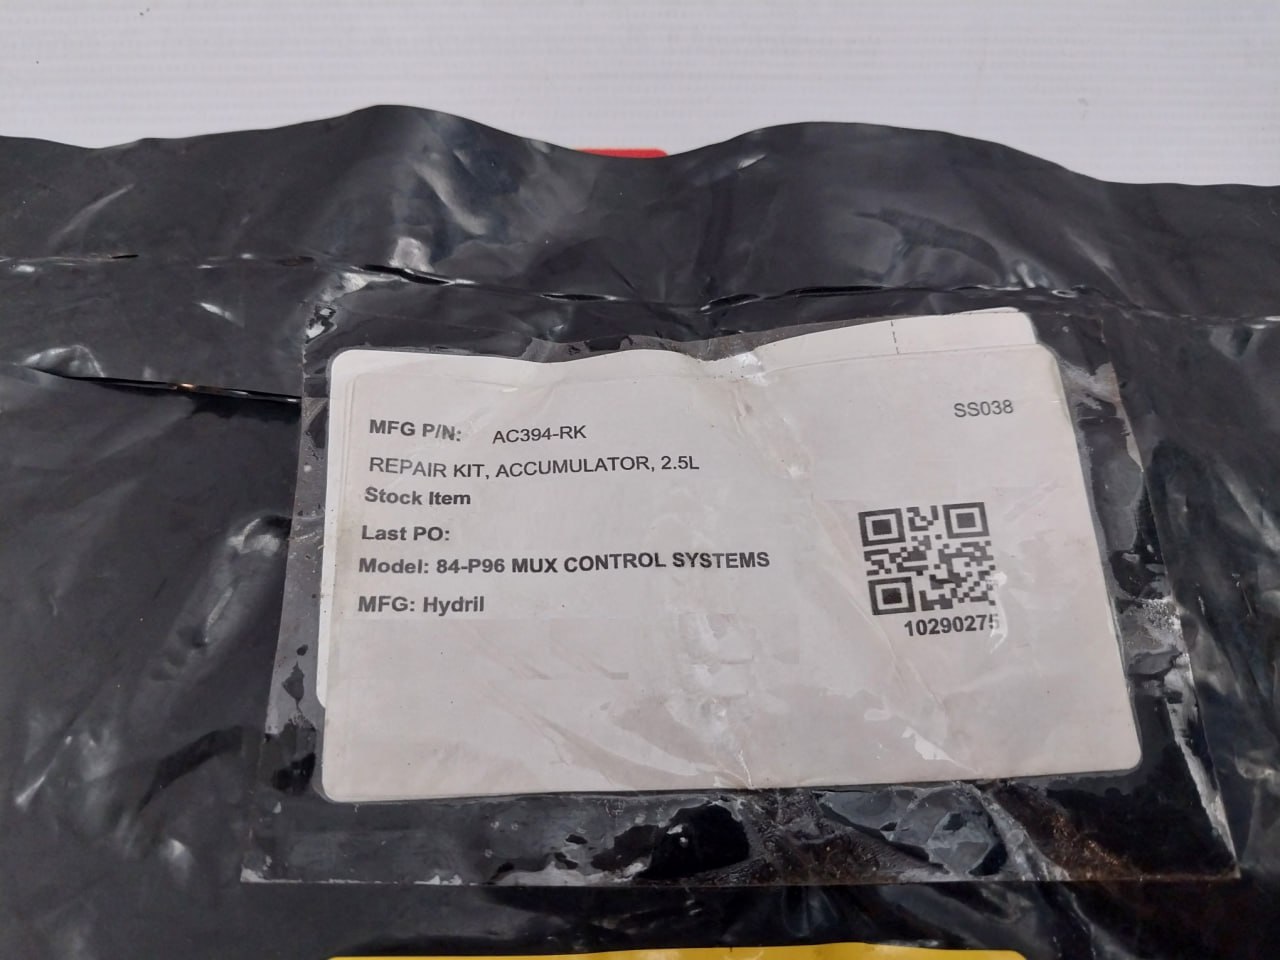 SS038
MFG P/N: AC394-RK
REPAIR KIT, ACCUMULATOR, 2.5L
Stock Item
Last PO:
Model: 84-P96 MUX CONTROL SYSTEMS
MFG: Hydril
10290275